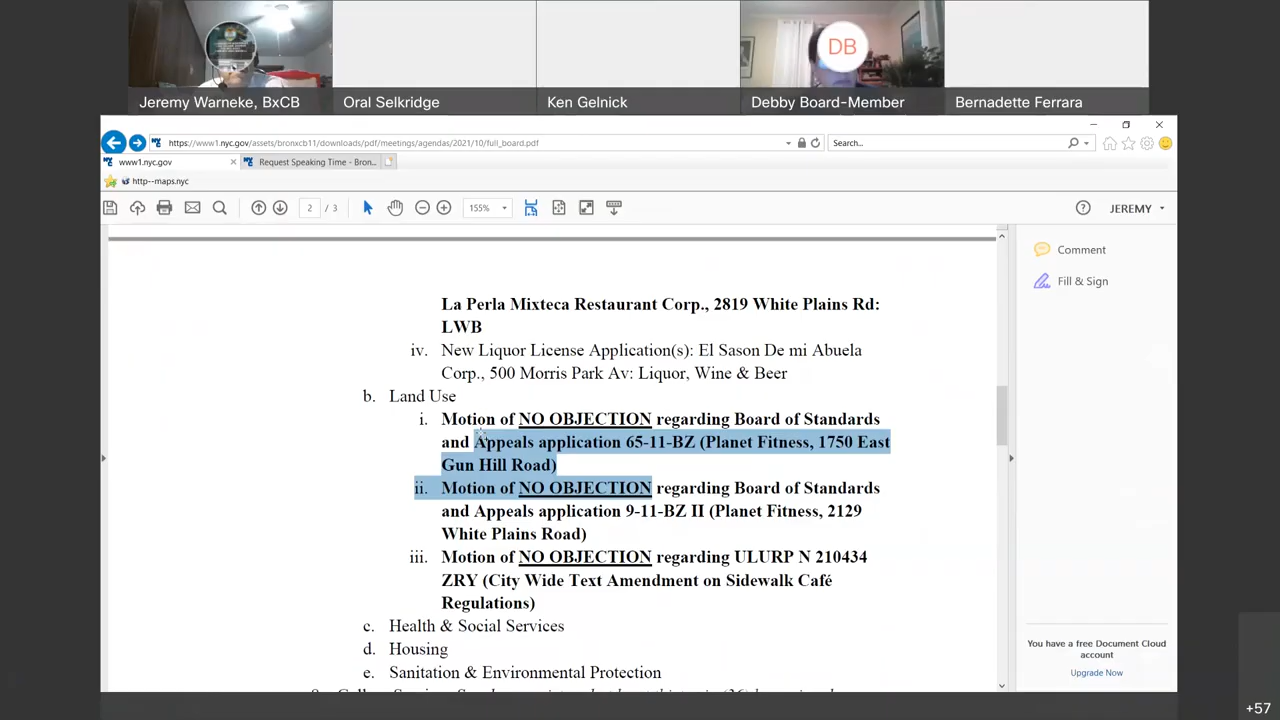 DB
Jeremy Warneke, BxCB
Oral Selkridge
Ken Gelnick
Debby Board-Member
Bernadette Ferrara
https://www1.nyc.gov/assets/bronxcb11/downloads/pdf/meetings/agendas/2021/10/full_board.pdf
Search...
www1.nyc.gov
Request Speaking Time - Bron...
http--maps.nyc
2 / 3
155%
JEREMY
Comment
Fill & Sign
La Perla Mixteca Restaurant Corp., 2819 White Plains Rd:
LWB
iv. New Liquor License Application(s): El Sason De mi Abuela
Corp., 500 Morris Park Av: Liquor, Wine & Beer
b. Land Use
i. Motion of NO OBJECTION regarding Board of Standards
and Appeals application 65-11-BZ (Planet Fitness, 1750 East
Gun Hill Road)
ii. Motion of NO OBJECTION regarding Board of Standards
and Appeals application 9-11-BZ II (Planet Fitness, 2129
White Plains Road)
iii. Motion of NO OBJECTION regarding ULURP N 210434
ZRY (City Wide Text Amendment on Sidewalk Café
Regulations)
c. Health & Social Services
d. Housing
e. Sanitation & Environmental Protection
You have a free Document Cloud
account
Upgrade Now
+57